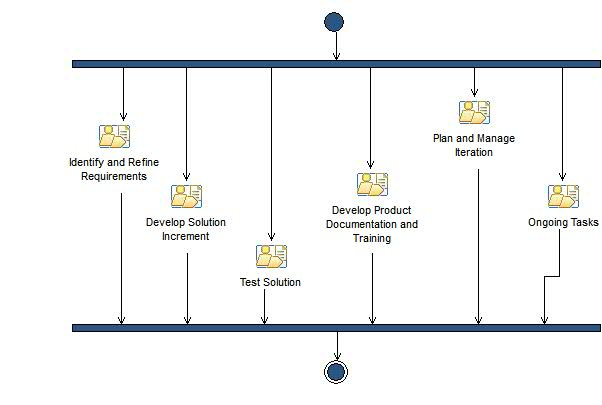 Identify and Refine
Requirements
Develop Solution
Increment
Test Solution
Develop Product
Documentation and
Training
Plan and Manage
Iteration
Ongoing Tasks